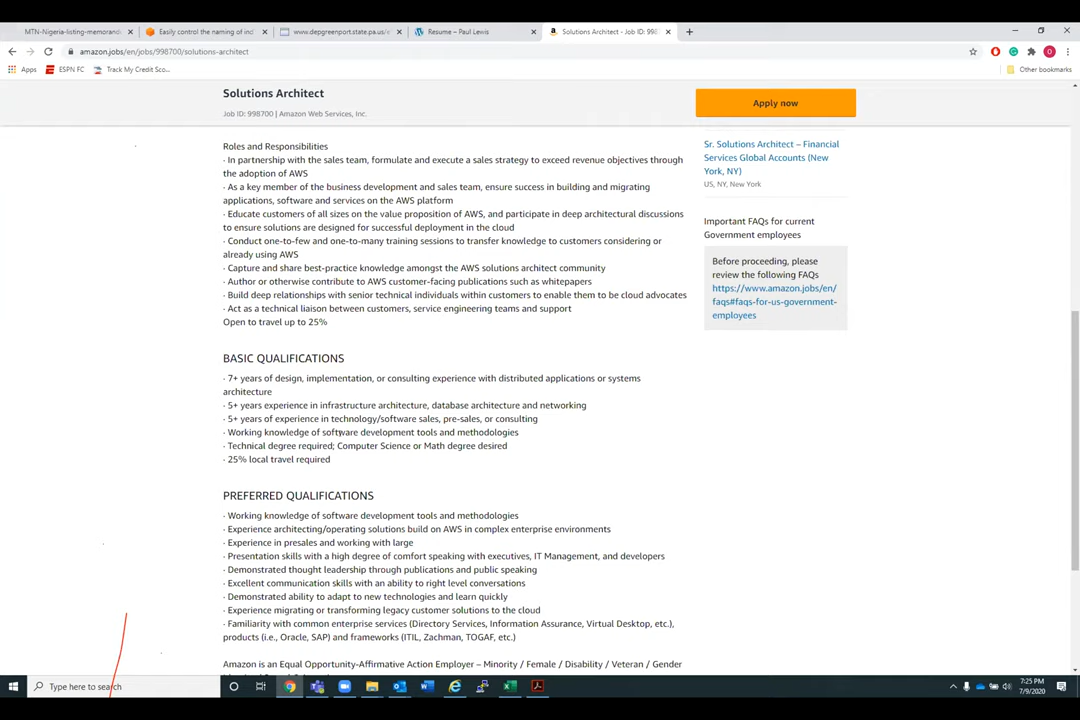 MTN-Nigeria-listing-memorand
Easily control the naming of ind
www.depgreenport.state.pa.us/e
Resume – Paul Lewis
Solutions Architect - Job ID: 998
amazon.jobs/en/jobs/998700/solutions-architect
Apps
ESPN FC
Track My Credit Sco...
Other bookmarks
Solutions Architect
Job ID: 998700 | Amazon Web Services, Inc.
Apply now
Roles and Responsibilities
· In partnership with the sales team, formulate and execute a sales strategy to exceed revenue objectives through
the adoption of AWS
· As a key member of the business development and sales team, ensure success in building and migrating
applications, software and services on the AWS platform
· Educate customers of all sizes on the value proposition of AWS, and participate in deep architectural discussions
to ensure solutions are designed for successful deployment in the cloud
· Conduct one-to-few and one-to-many training sessions to transfer knowledge to customers considering or
already using AWS
· Capture and share best-practice knowledge amongst the AWS solutions architect community
· Author or otherwise contribute to AWS customer-facing publications such as whitepapers
· Build deep relationships with senior technical individuals within customers to enable them to be cloud advocates
· Act as a technical liaison between customers, service engineering teams and support
Open to travel up to 25%
BASIC QUALIFICATIONS
· 7+ years of design, implementation, or consulting experience with distributed applications or systems
architecture
· 5+ years experience in infrastructure architecture, database architecture and networking
· 5+ years of experience in technology/software sales, pre-sales, or consulting
· Working knowledge of software development tools and methodologies
· Technical degree required; Computer Science or Math degree desired
· 25% local travel required
PREFERRED QUALIFICATIONS
· Working knowledge of software development tools and methodologies
· Experience architecting/operating solutions build on AWS in complex enterprise environments
· Experience in presales and working with large
· Presentation skills with a high degree of comfort speaking with executives, IT Management, and developers
· Demonstrated thought leadership through publications and public speaking
· Excellent communication skills with an ability to right level conversations
· Demonstrated ability to adapt to new technologies and learn quickly
· Experience migrating or transforming legacy customer solutions to the cloud
· Familiarity with common enterprise services (Directory Services, Information Assurance, Virtual Desktop, etc.),
products (i.e., Oracle, SAP) and frameworks (ITIL, Zachman, TOGAF, etc.)
Amazon is an Equal Opportunity-Affirmative Action Employer – Minority / Female / Disability / Veteran / Gender
Sr. Solutions Architect – Financial
Services Global Accounts (New
York, NY)
US, NY, New York
Important FAQs for current
Government employees
Before proceeding, please
review the following FAQs
https://www.amazon.jobs/en/
faqs#faqs-for-us-government-
employees
Type here to search
7:25 PM
7/9/2020